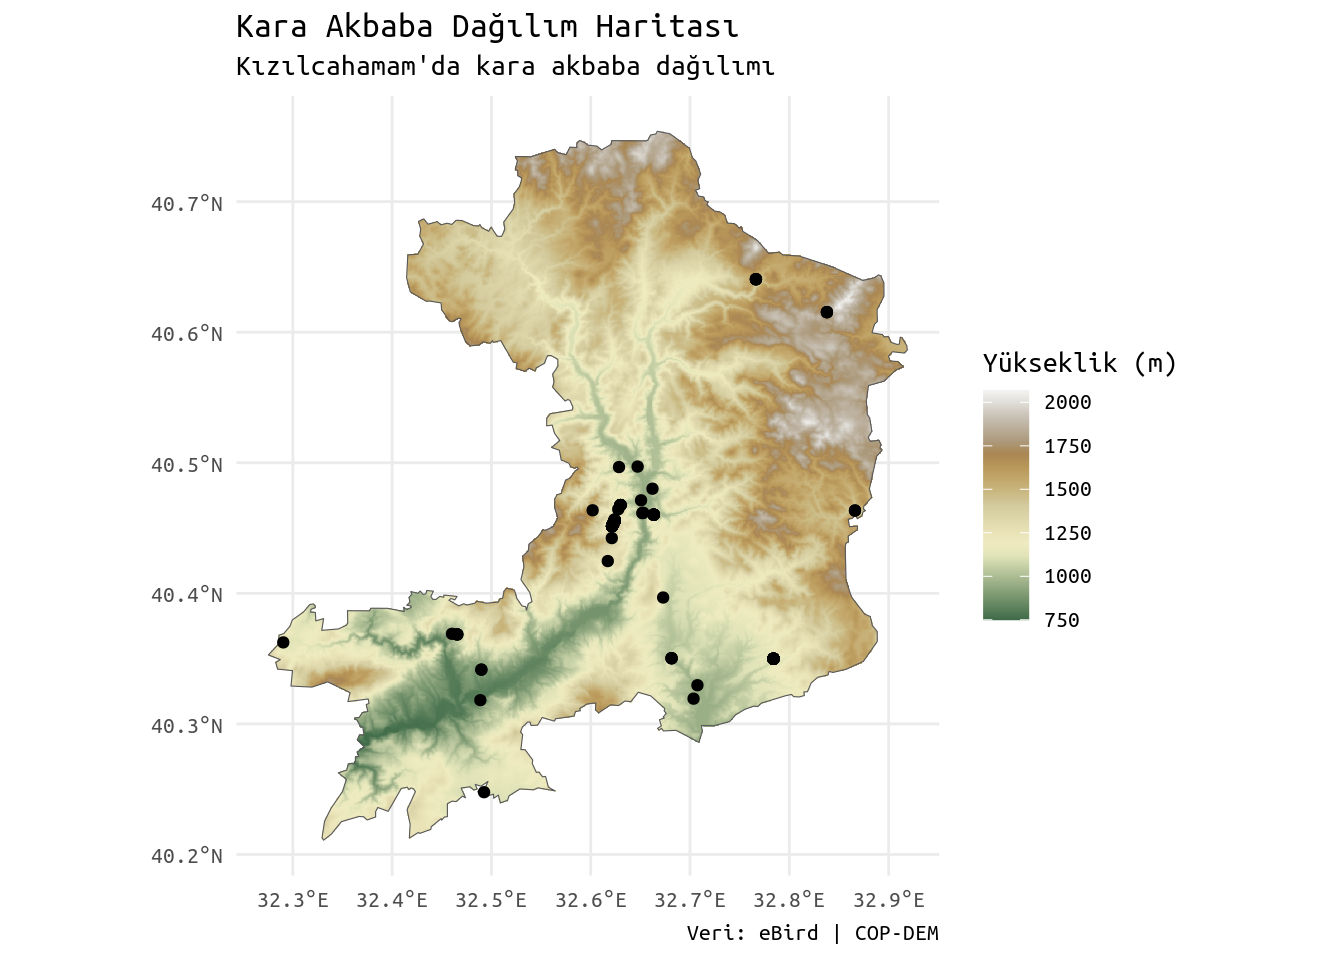 Kara Akbaba Dağılım Haritası
Kızılcahamam'da kara akbaba dağılımı
40.7°N
40.6°N
40.5°N
40.4°N
40.3°N
40.2°N
32.3°E 32.4°E 32.5°E 32.6°E 32.7°E 32.8°E 32.9°E
Yükseklik (m)
2000
1750
1500
1250
1000
750
Veri: eBird | COP-DEM